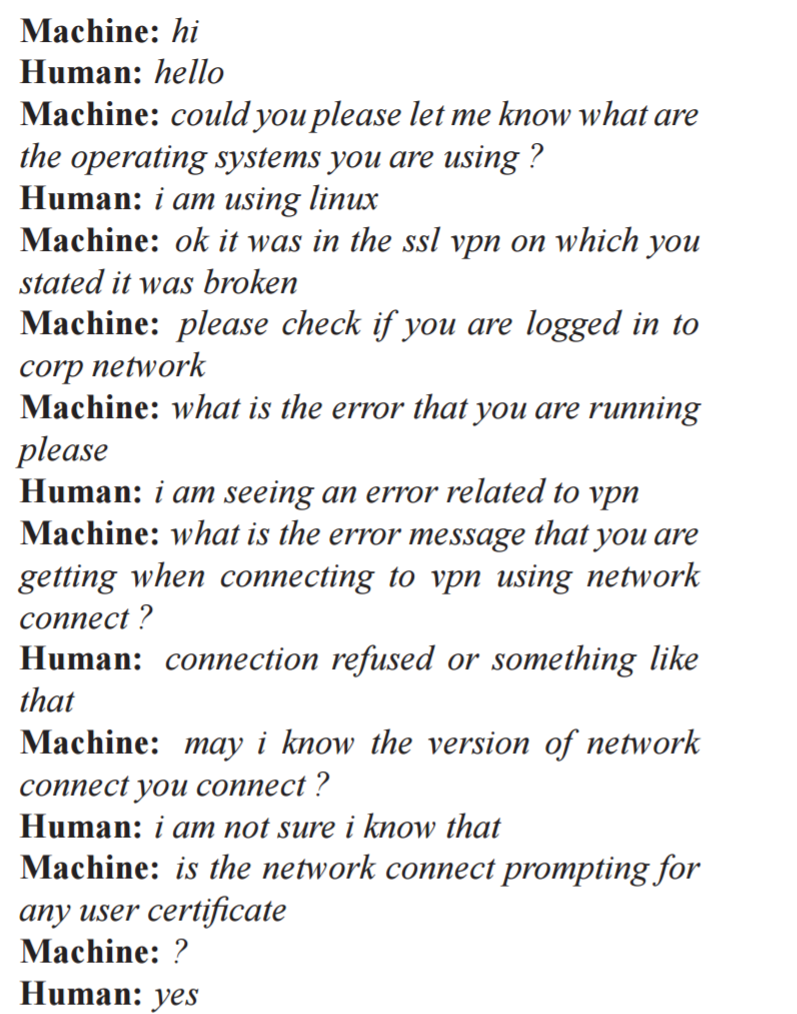 Machine: hi
Human: hello
Machine: could you please let me know what are
the operating systems you are using ?
Human: i am using linux
Machine: ok it was in the ssl vpn on which you
stated it was broken
Machine: please check if you are logged in to
corp network
Machine: what is the error that you are running
please
Human: i am seeing an error related to vpn
Machine: what is the error message that you are
getting when connecting to vpn using network
connect ?
Human: connection refused or something like
that
Machine: may i know the version of network
connect you connect ?
Human: i am not sure i know that
Machine: is the network connect prompting for
any user certificate
Machine: ?
Human: yes